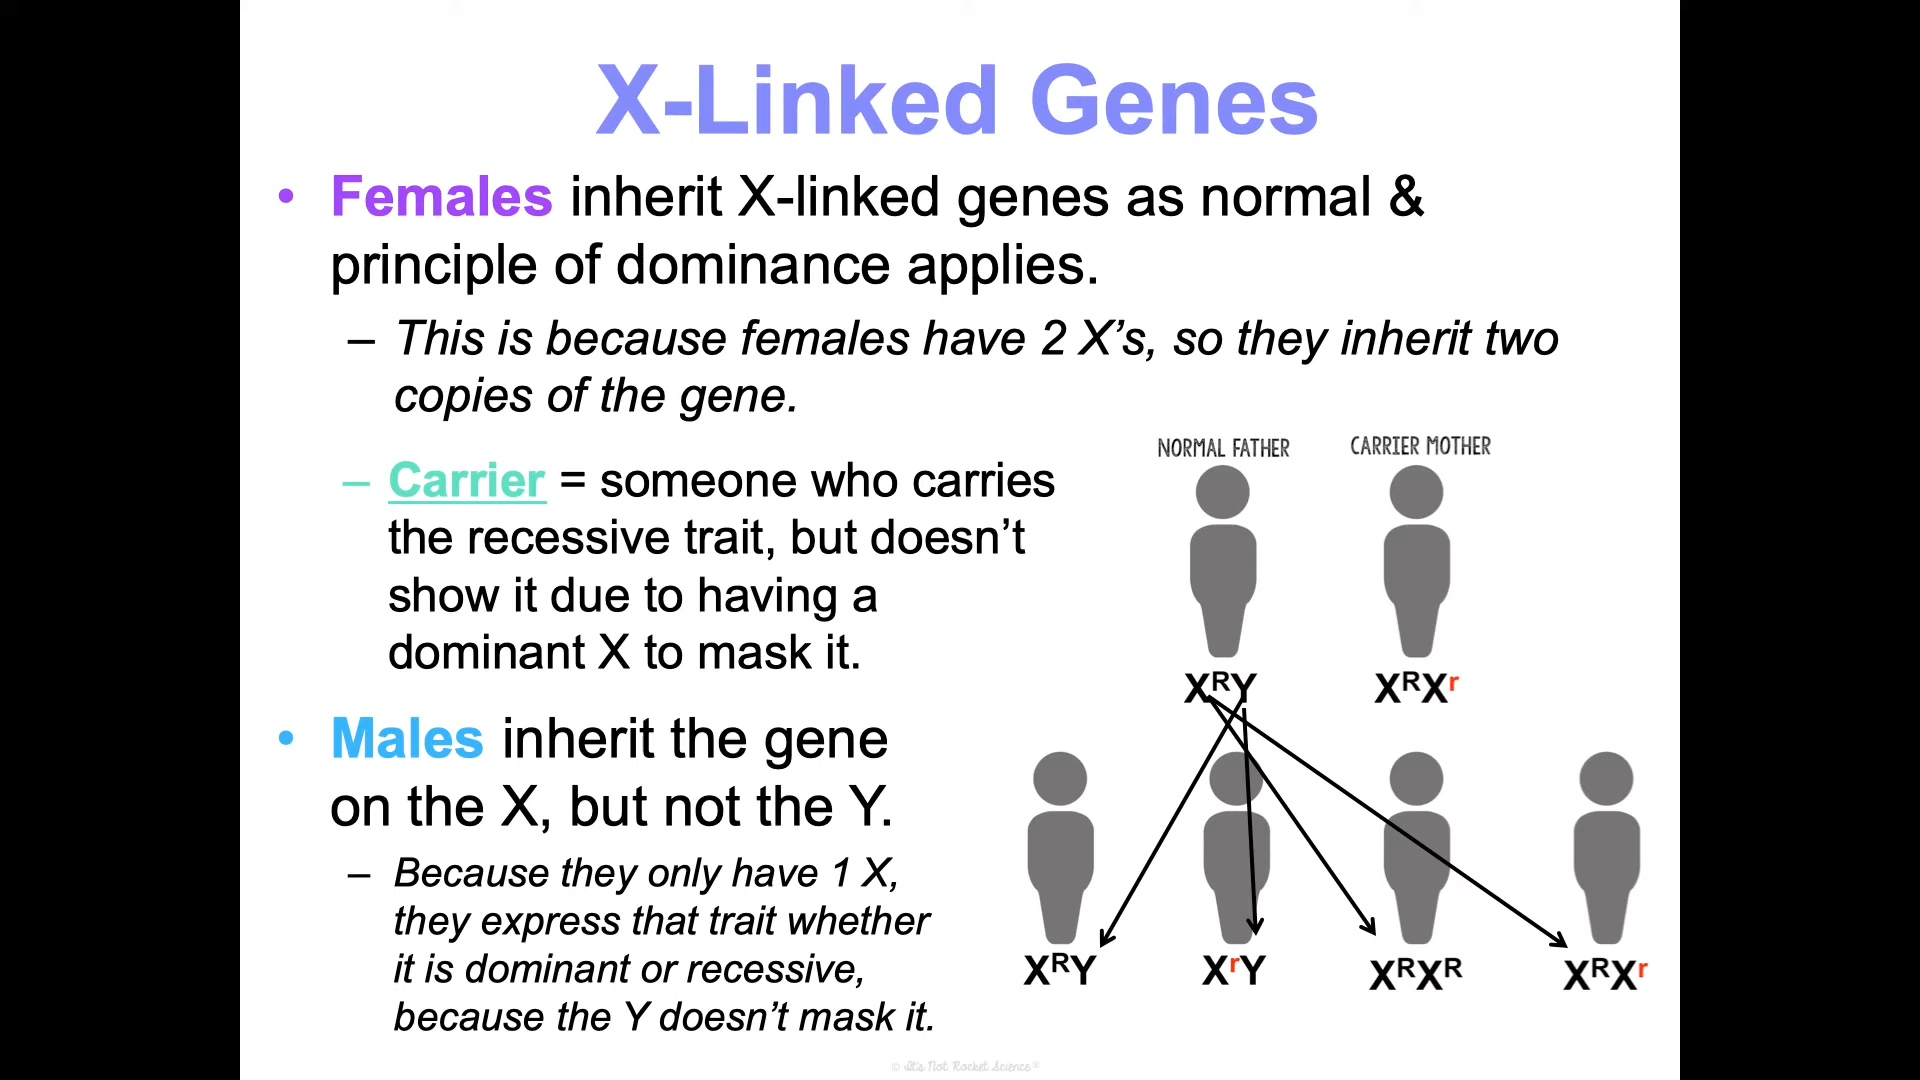 X-Linked Genes
• Females inherit X-linked genes as normal &
principle of dominance applies.
– This is because females have 2 X’s, so they inherit two
copies of the gene.
– Carrier = someone who carries
the recessive trait, but doesn’t
show it due to having a
dominant X to mask it.
• Males inherit the gene
on the X, but not the Y.
– Because they only have 1 X,
they express that trait whether
it is dominant or recessive,
because the Y doesn’t mask it.
NORMAL FATHER
CARRIER MOTHER
XᴿY
XᴿXʳ
XᴿY
XʳY
XᴿXᴿ
XᴿXʳ
© It's Not Rocket Science®